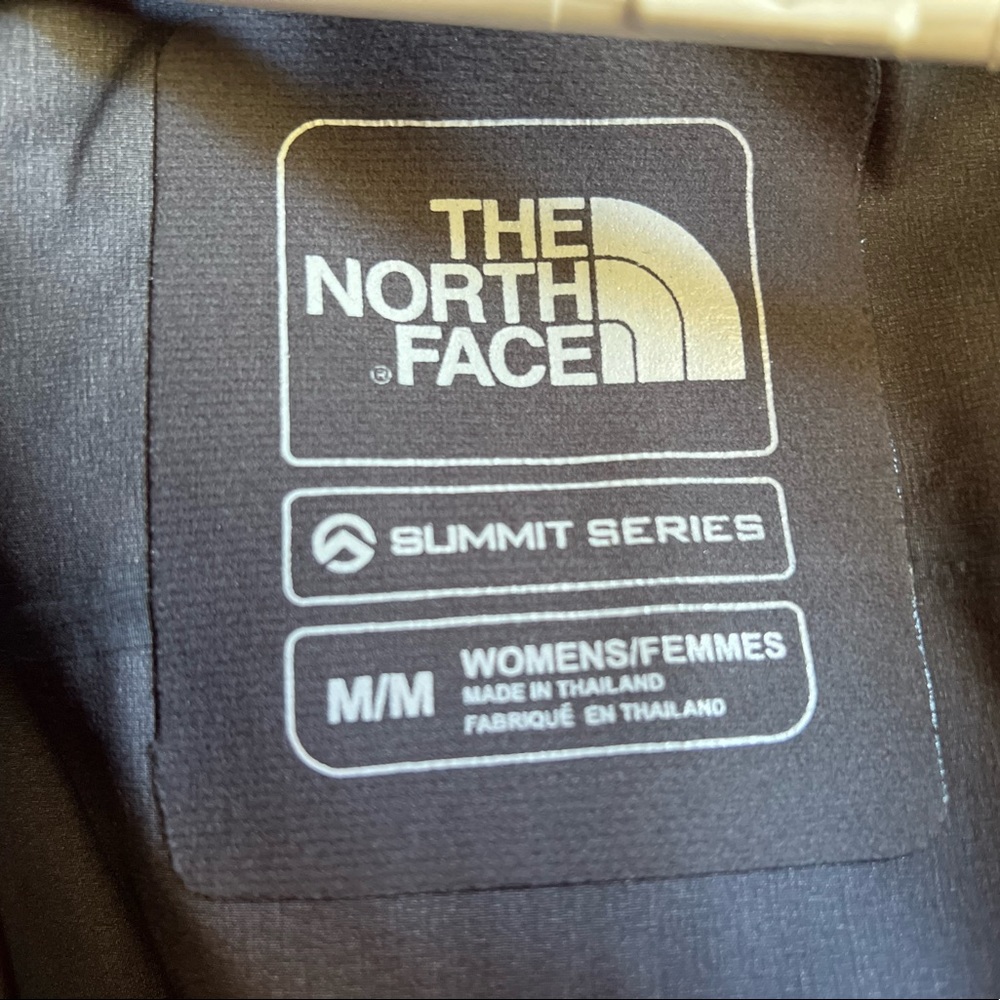 THE
NORTH
FACE
®
SUMMIT SERIES
M/M
WOMENS/FEMMES
MADE IN THAILAND
FABRIQUÉ EN THAILAND